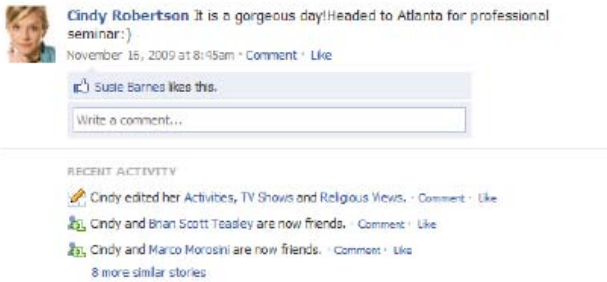 Cindy Robertson It is a gorgeous day!Headed to Atlanta for professional
seminar:}
November 16, 2009 at 8:45am · Comment · Like
Susie Barnes likes this.
Write a comment...
RECENT ACTIVITY
Cindy edited her Activities, TV Shows and Religous Views. · Comment · Like
Cindy and Brian Scott Teasley are now friends. · Comment · Like
Cindy and Marco Morosini are now friends. · Comment · Like
8 more similar stories